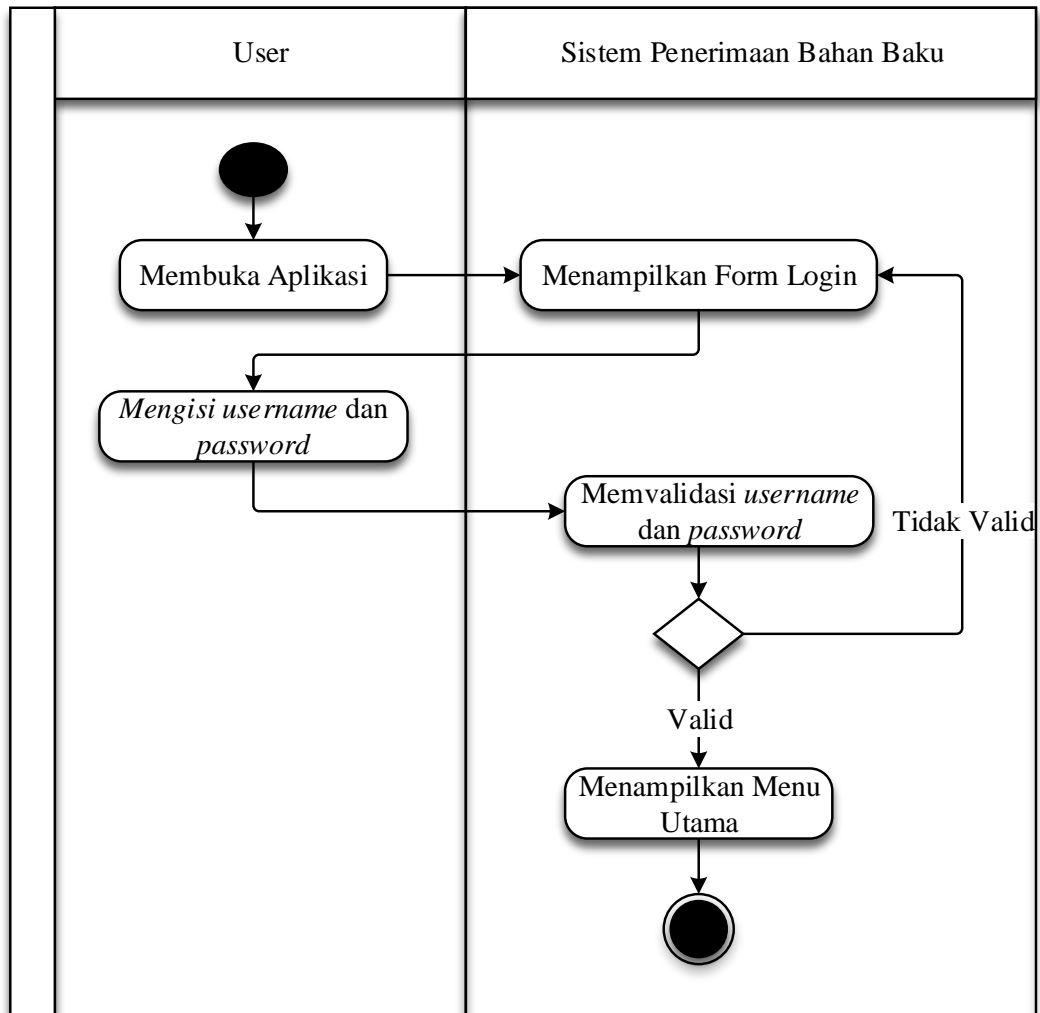 User
Sistem Penerimaan Bahan Baku
Membuka Aplikasi
Menampilkan Form Login
Mengisi username dan
password
Memvalidasi username
dan password
Tidak Valid
Valid
Menampilkan Menu
Utama